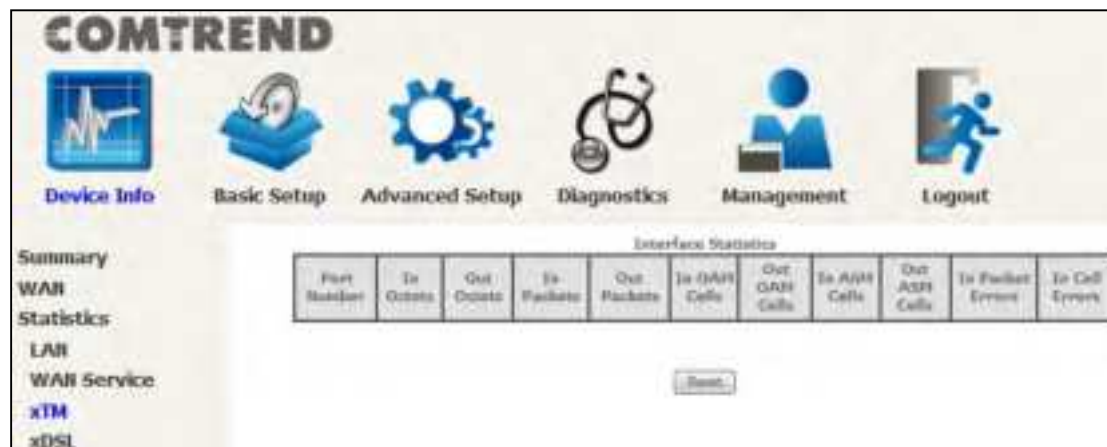 COMTREND
Device Info Basic Setup Advanced Setup Diagnostics Management Logout
Summary
WAN
Statistics
LAN
WAN Service
xTM
xDSL
Interface Statistics
Port Number In Octets Out Octets In Packets Out Packets In OAM Cells Out OAM Cells In ASM Cells Out ASM Cells In Packet Errors In Cell Errors
Reset